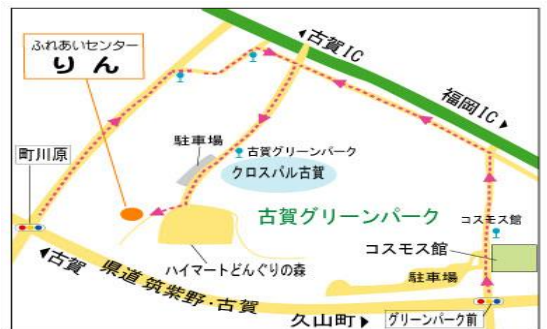 ふれあいセンター
りん
◀古賀IC
福岡IC▶
町川原
駐車場
古賀グリーンパーク
クロスパル古賀
古賀グリーンパーク
コスモス館
コスモス館
駐車場
ハイマートどんぐりの森
◀古賀 県道 筑紫野・古賀
久山町▶
グリーンパーク前